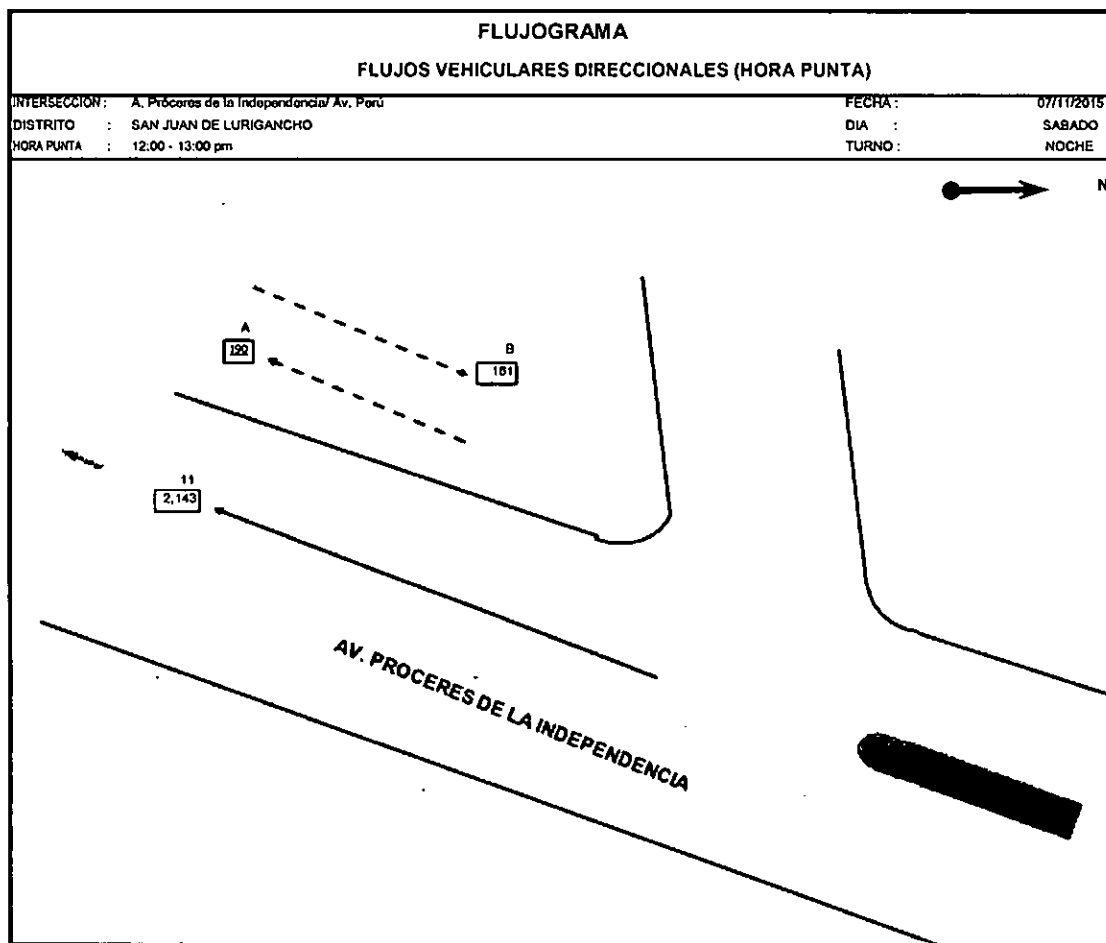 FLUJOGRAMA
FLUJOS VEHICULARES DIRECCIONALES (HORA PUNTA)
INTERSECCION : A. Próceres de la Independencia/ Av. Perú
FECHA : 07/11/2015
DISTRITO : SAN JUAN DE LURIGANCHO
DIA : SABADO
HORA PUNTA : 12:00 - 13:00 pm
TURNO : NOCHE
N
A
190
B
161
11
2,143
AV. PROCERES DE LA INDEPENDENCIA